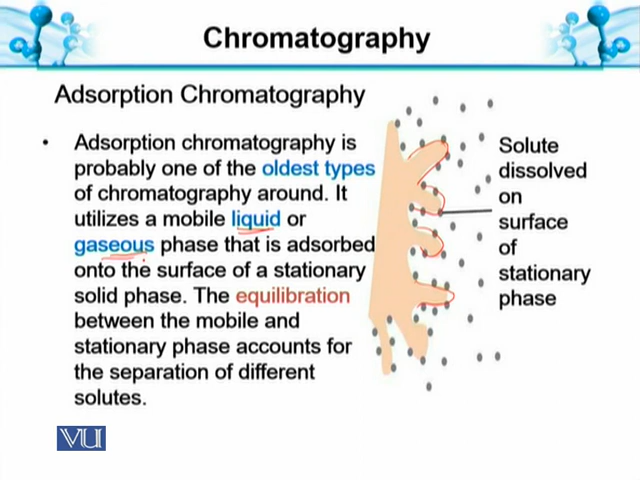 Chromatography
Adsorption Chromatography
• Adsorption chromatography is
probably one of the oldest types
of chromatography around. It
utilizes a mobile liquid or
gaseous phase that is adsorbed
onto the surface of a stationary
solid phase. The equilibration
between the mobile and
stationary phase accounts for
the separation of different
solutes.
Solute
dissolved
on
surface
of
stationary
phase
VU